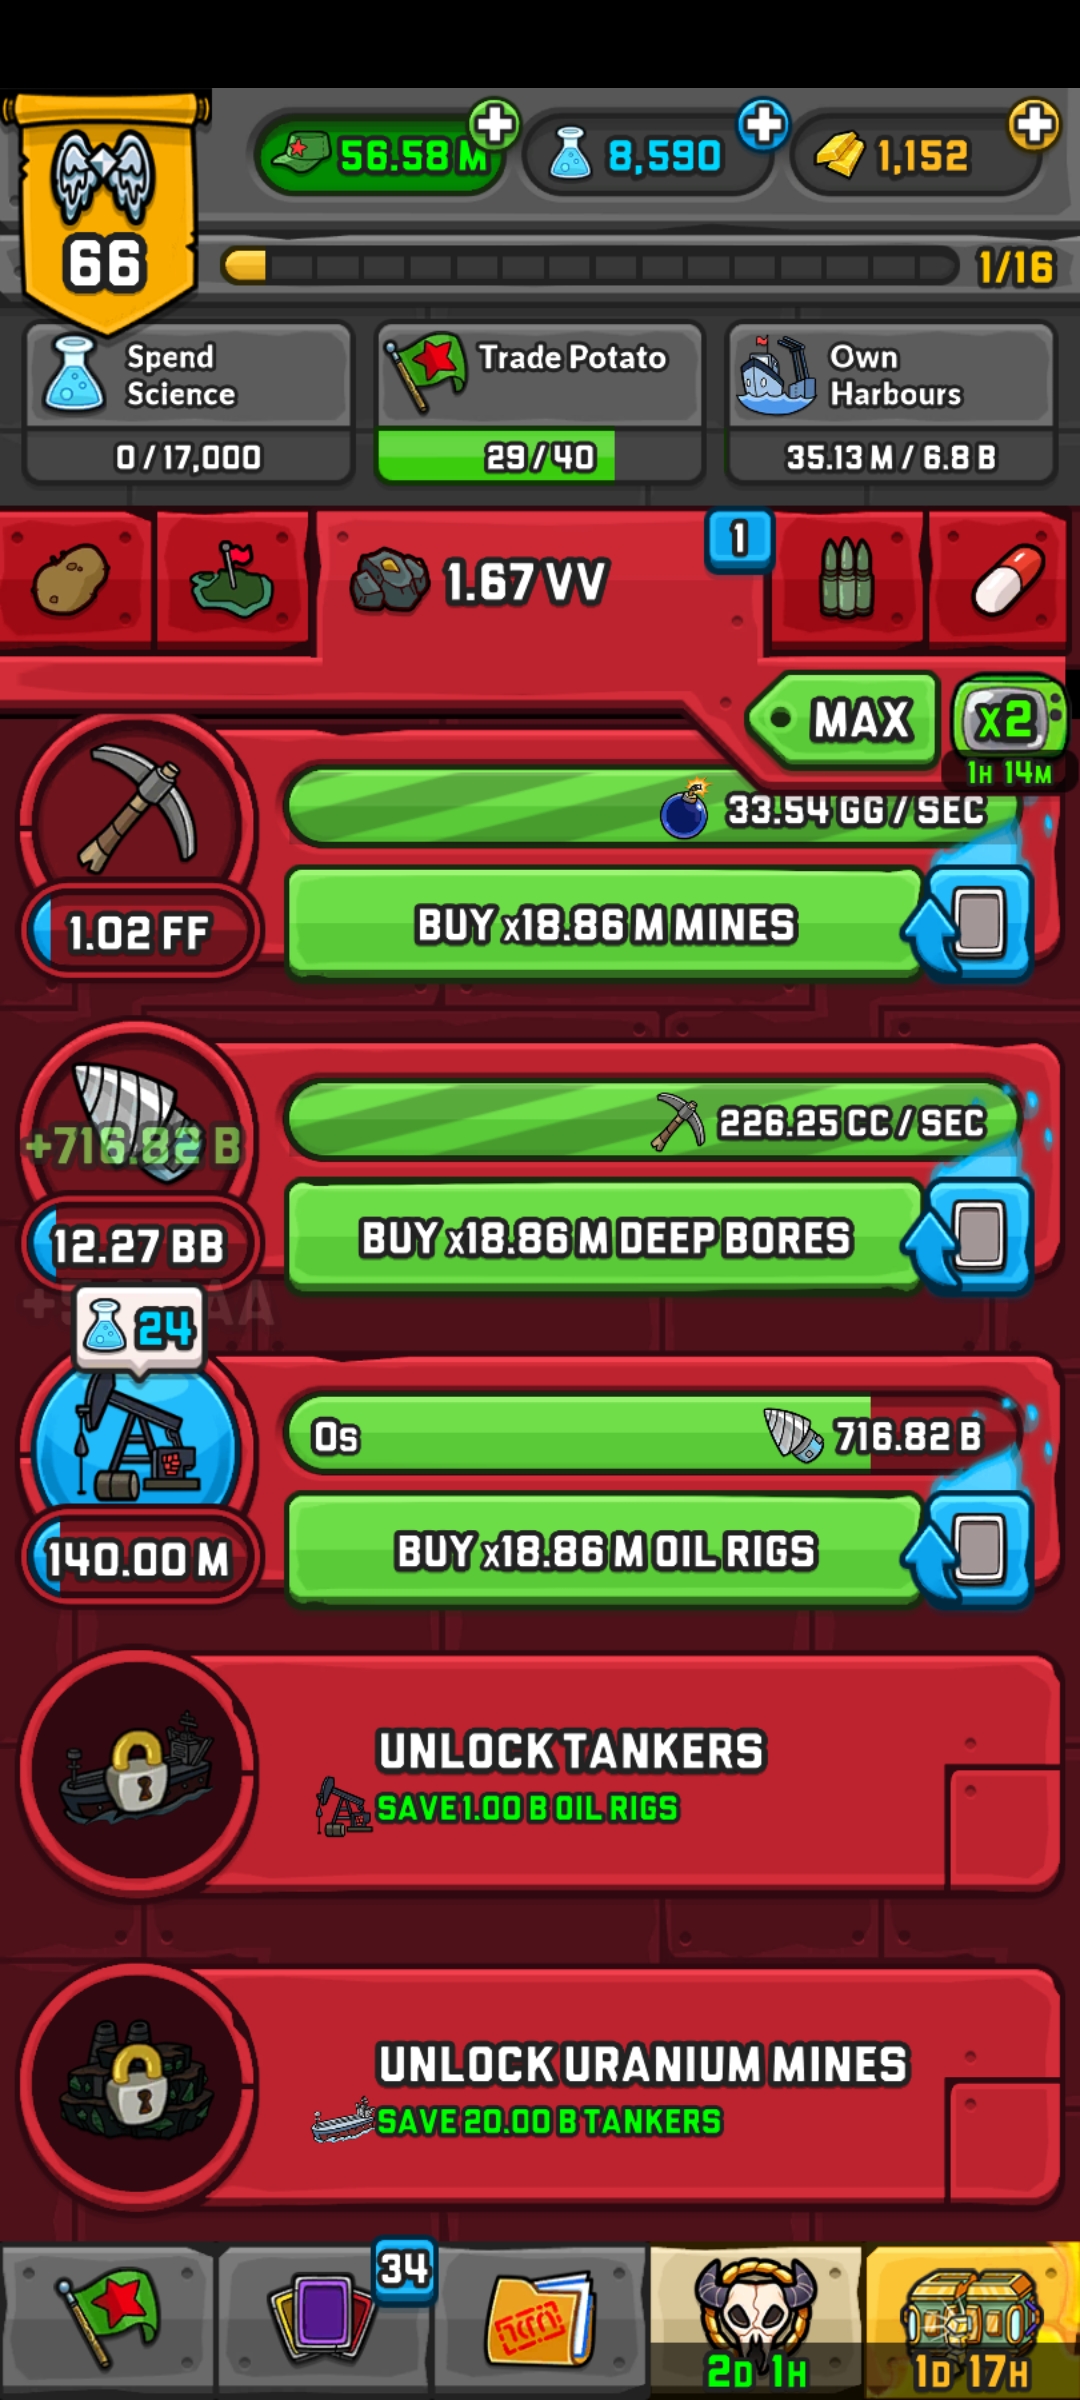 66
56.58 M
8,590
1,152
1/16
Spend
Science
0 / 17,000
Trade Potato
29 / 40
Own
Harbours
35.13 M / 6.8 B
1.67 VV
1
MAX
x2
1H 14M
33.54 GG / SEC
1.02 FF
BUY x18.86 M MINES
226.25 CC / SEC
+716.82 B
12.27 BB
BUY x18.86 M DEEP BORES
24
0s
716.82 B
140.00 M
BUY x18.86 M OIL RIGS
UNLOCK TANKERS
SAVE 1.00 B OIL RIGS
UNLOCK URANIUM MINES
SAVE 20.00 B TANKERS
34
2D 1H
1D 17H